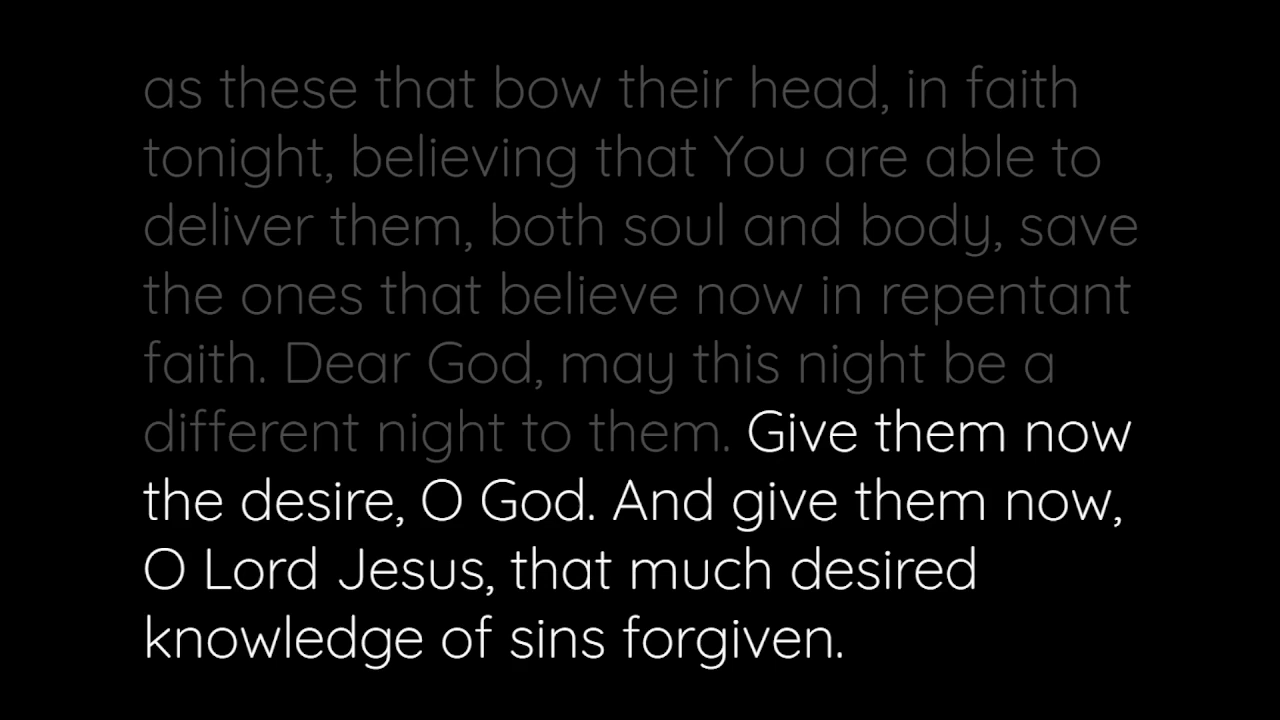 as these that bow their head, in faith
tonight, believing that You are able to
deliver them, both soul and body, save
the ones that believe now in repentant
faith. Dear God, may this night be a
different night to them. Give them now
the desire, O God. And give them now,
O Lord Jesus, that much desired
knowledge of sins forgiven.